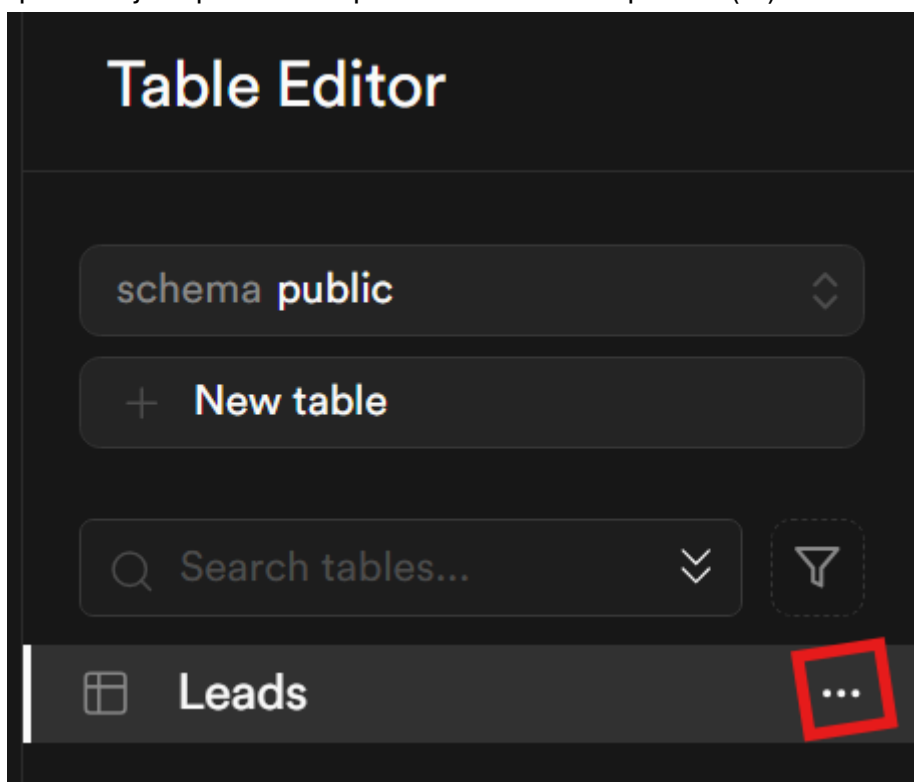 Table Editor
schema public
+ New table
Search tables...
Leads